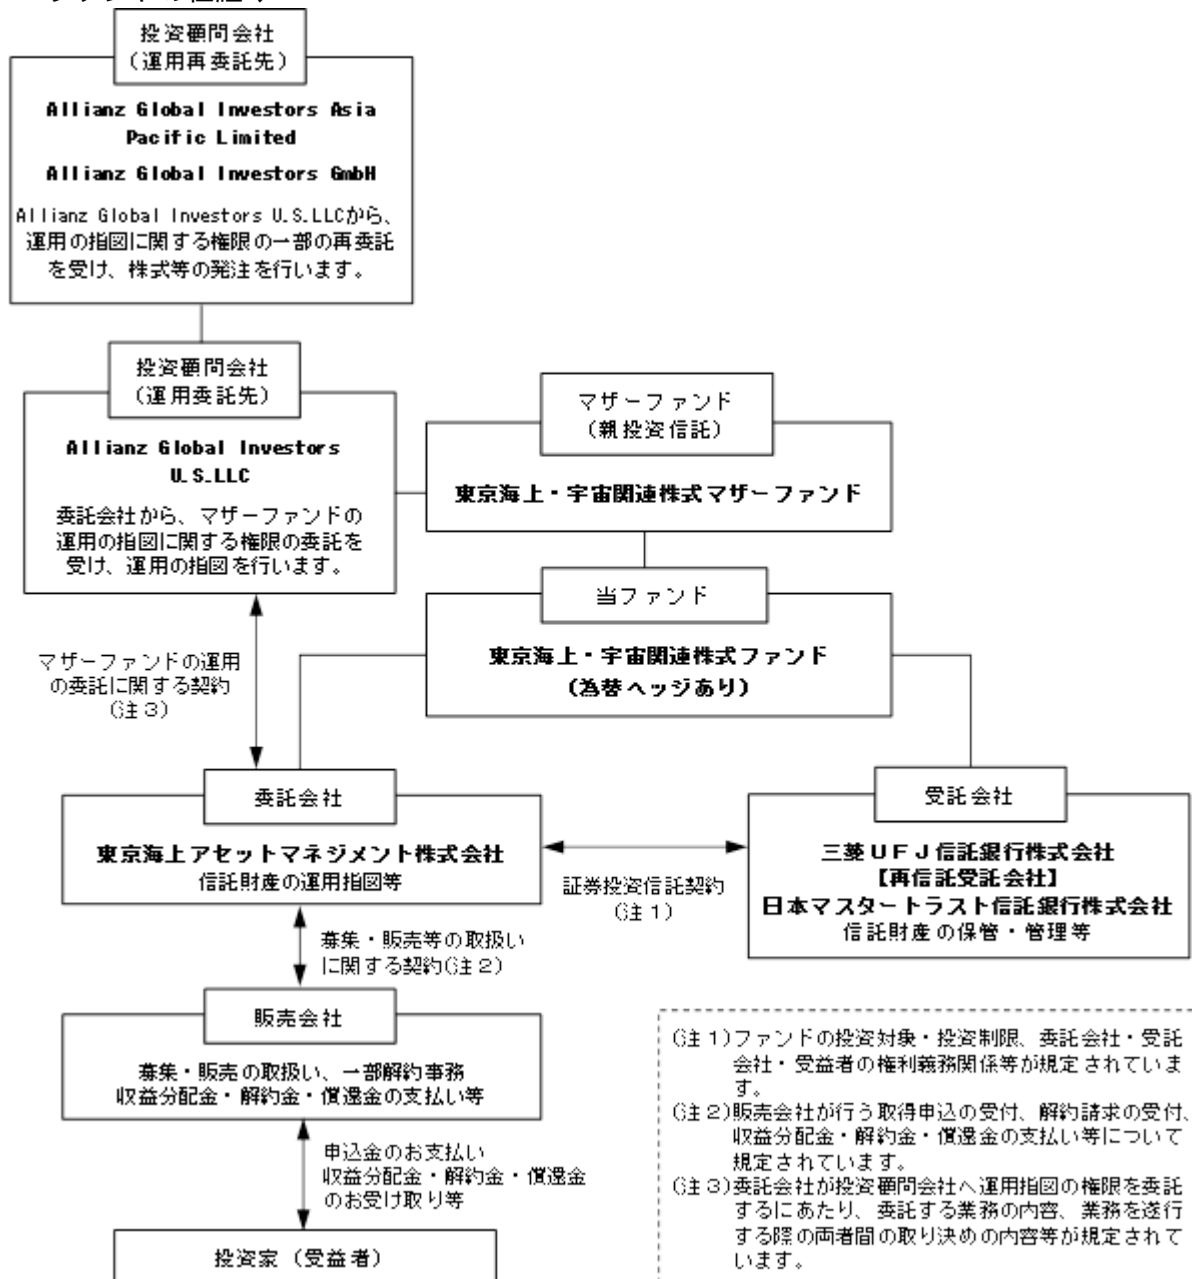 投資顧問会社
（運用再委託先）
Allianz Global Investors Asia
Pacific Limited
Allianz Global Investors GmbH
Allianz Global Investors U.S.LLCから、
運用の指図に関する権限の一部の再委託
を受け、株式等の発注を行います。
投資顧問会社
（運用委託先）
Allianz Global Investors
U.S.LLC
委託会社から、マザーファンドの
運用の指図に関する権限の委託を
受け、運用の指図を行います。
マザーファンド
（親投資信託）
東京海上・宇宙関連株式マザーファンド
当ファンド
東京海上・宇宙関連株式ファンド
（為替ヘッジあり）
マザーファンドの運用
の委託に関する契約
（注３）
委託会社
東京海上アセットマネジメント株式会社
信託財産の運用指図等
証券投資信託契約
（注１）
受託会社
三菱ＵＦＪ信託銀行株式会社
【再信託受託会社】
日本マスタートラスト信託銀行株式会社
信託財産の保管・管理等
募集・販売等の取扱い
に関する契約（注２）
販売会社
募集・販売の取扱い、一部解約事務
収益分配金・解約金・償還金の支払い等
申込金のお支払い
収益分配金・解約金・償還金
のお受け取り等
投資家（受益者）
（注１）ファンドの投資対象・投資制限、委託会社・受託
会社・受益者の権利義務関係等が規定されていま
す。
（注２）販売会社が行う取得申込の受付、解約請求の受付、
収益分配金・解約金・償還金の支払い等について
規定されています。
（注３）委託会社が投資顧問会社へ運用指図の権限を委託
するにあたり、委託する業務の内容、業務を遂行
する際の両者間の取り決めの内容等が規定されて
います。